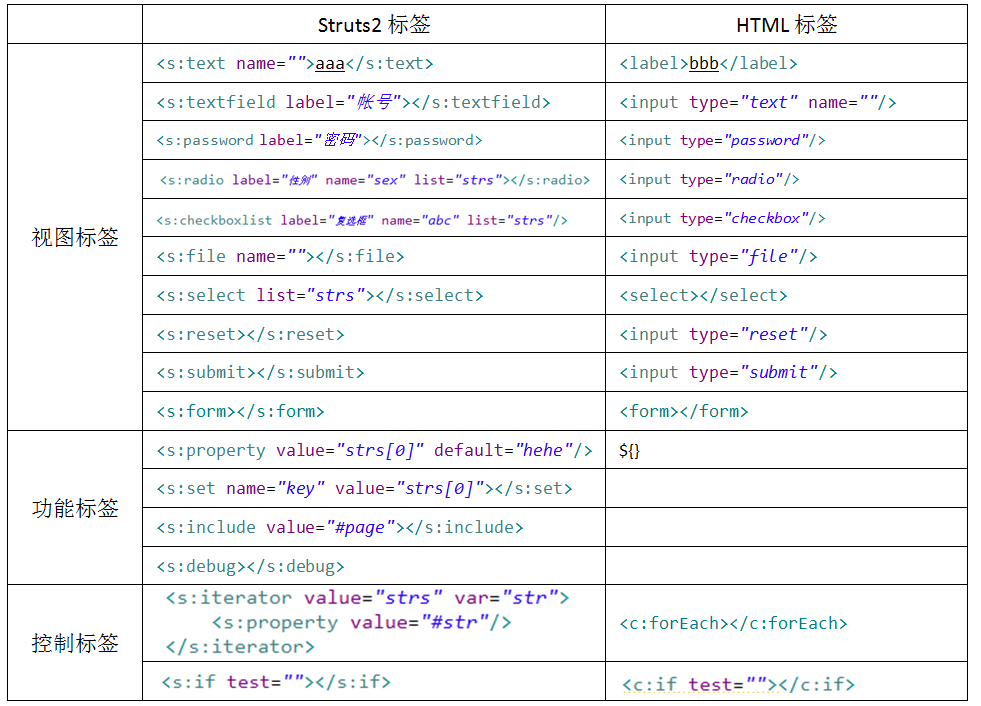 Struts2 标签 HTML 标签
视图标签
<s:text name="">aaa</s:text> <label>bbb</label>
<s:textfield label="帐号"></s:textfield> <input type="text" name=""/>
<s:password label="密码"></s:password> <input type="password"/>
<s:radio label="性别" name="sex" list="strs"></s:radio> <input type="radio"/>
<s:checkboxlist label="复选框" name="abc" list="strs"/> <input type="checkbox"/>
<s:file name=""></s:file> <input type="file"/>
<s:select list="strs"></s:select> <select></select>
<s:reset></s:reset> <input type="reset"/>
<s:submit></s:submit> <input type="submit"/>
<s:form></s:form> <form></form>
功能标签
<s:property value="strs[0]" default="hehe"/> ${}
<s:set name="key" value="strs[0]"></s:set>
<s:include value="#page"></s:include>
<s:debug></s:debug>
控制标签
<s:iterator value="strs" var="str">
<s:property value="#str"/>
</s:iterator>
<c:forEach></c:forEach>
<s:if test=""></s:if> <c:if test=""></c:if>